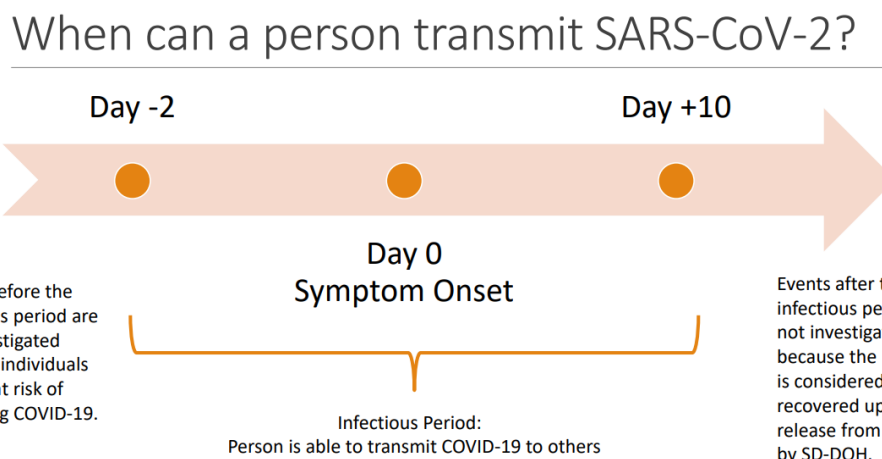 When can a person transmit SARS-CoV-2?
Day -2
Day +10
Day 0
Symptom Onset
efore the
s period are
stigated
individuals
t risk of
g COVID-19.
Infectious Period:
Person is able to transmit COVID-19 to others
Events after
infectious pe
not investiga
because the
is considered
recovered up
release from
by SD-DOH.